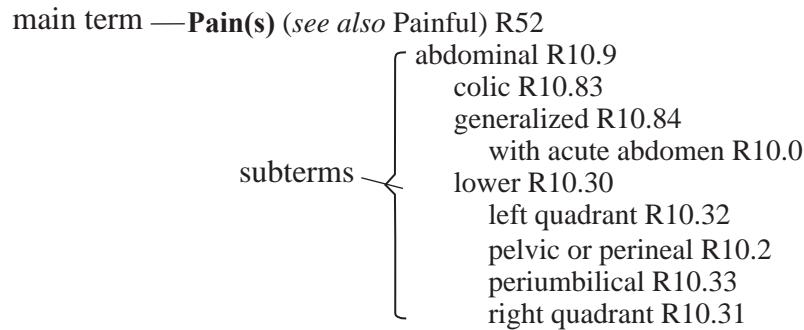 main term — Pain(s) (see also Painful) R52
abdominal R10.9
colic R10.83
generalized R10.84
with acute abdomen R10.0
subterms
lower R10.30
left quadrant R10.32
pelvic or perineal R10.2
periumbilical R10.33
right quadrant R10.31